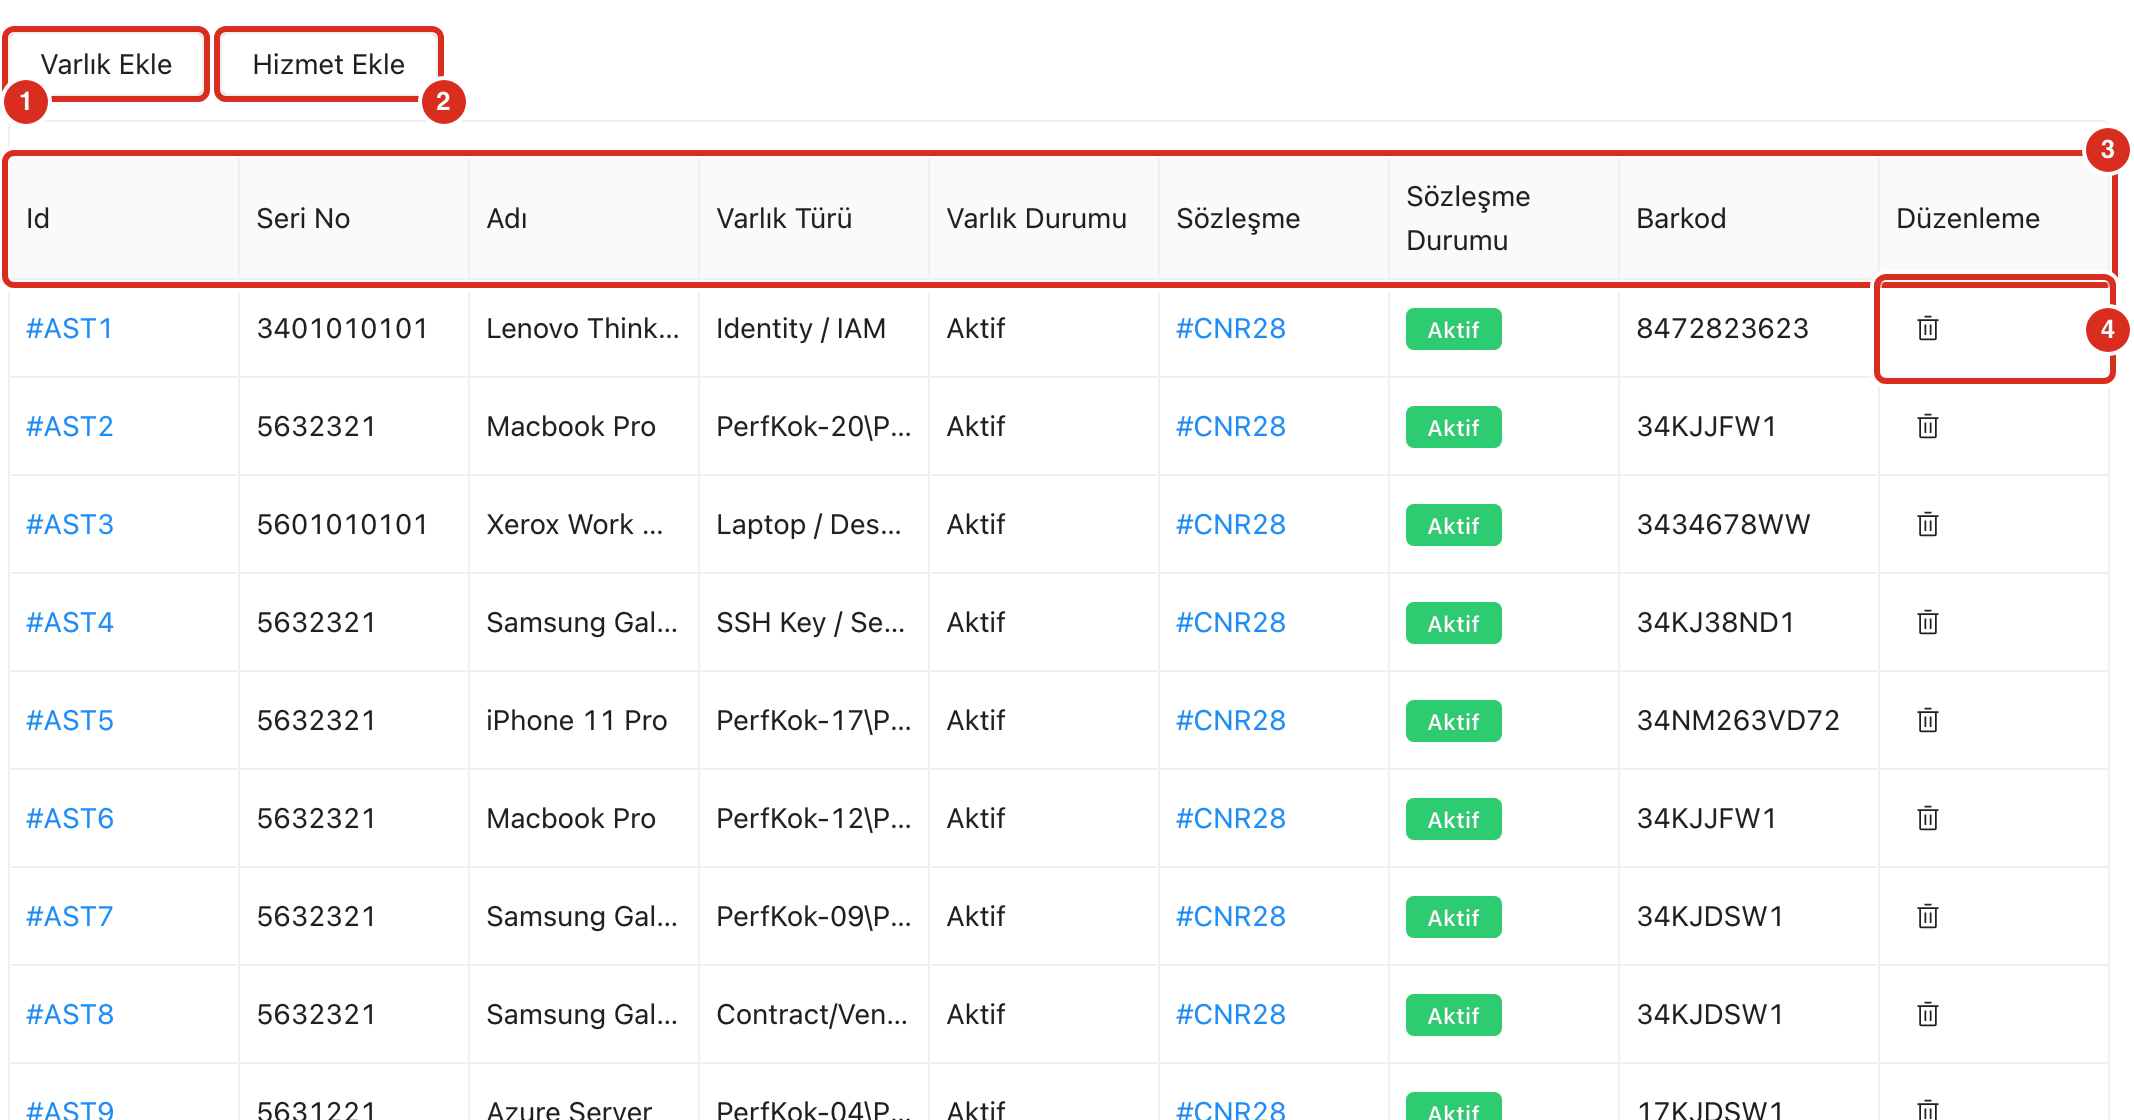 Varlık Ekle Hizmet Ekle
1 2
3
Id Seri No Adı Varlık Türü Varlık Durumu Sözleşme Sözleşme Durumu Barkod Düzenleme
#AST1 3401010101 Lenovo Think... Identity / IAM Aktif #CNR28 Aktif 8472823623 4
#AST2 5632321 Macbook Pro PerfKok-20\P... Aktif #CNR28 Aktif 34KJJFW1
#AST3 5601010101 Xerox Work ... Laptop / Des... Aktif #CNR28 Aktif 3434678WW
#AST4 5632321 Samsung Gal... SSH Key / Se... Aktif #CNR28 Aktif 34KJ38ND1
#AST5 5632321 iPhone 11 Pro PerfKok-17\P... Aktif #CNR28 Aktif 34NM263VD72
#AST6 5632321 Macbook Pro PerfKok-12\P... Aktif #CNR28 Aktif 34KJJFW1
#AST7 5632321 Samsung Gal... PerfKok-09\P... Aktif #CNR28 Aktif 34KJDSW1
#AST8 5632321 Samsung Gal... Contract/Ven... Aktif #CNR28 Aktif 34KJDSW1
#AST9 5631221 Azure Server PerfKok-04\P... Aktif #CNR28 Aktif 17KJDSW1